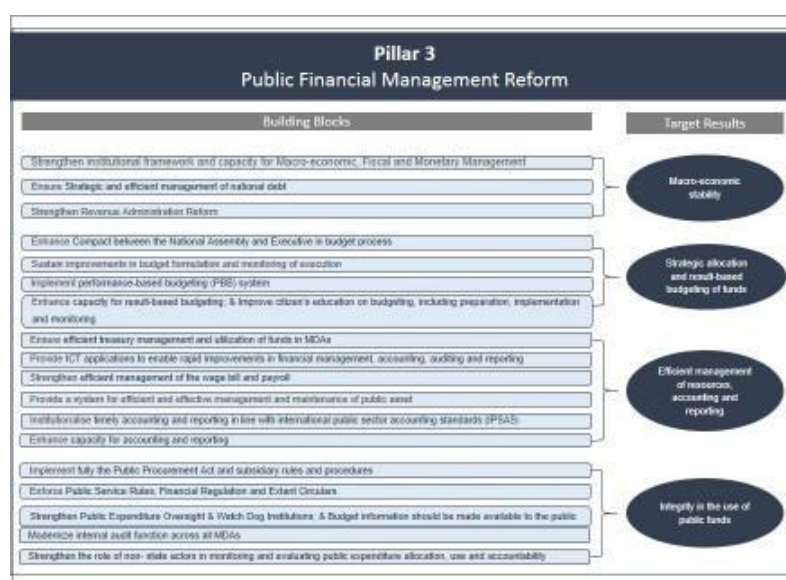 Pillar 3
Public Financial Management Reform
Building Blocks
Target Results
Strengthen institutional framework and capacity for Macro-economic, Fiscal and Monetary Management
Ensure Strategic and efficient management of national debt
Strengthen Revenue Administration Reform
Macro-economic
stability
Enhance Compact between the National Assembly and Executive in budget process
Sustain improvements in budget formulation and monitoring of execution
Implement performance-based budgeting (PBB) system
Enhance capacity for result-based budgeting; & Improve citizen's education on budgeting, including preparation, implementation
and monitoring
Strategic allocation
and result-based
budgeting of funds
Ensure efficient treasury management and utilization of funds in MDAs
Provide ICT applications to enable rapid improvements in financial management, accounting, auditing and reporting
Strengthen efficient management of the wage bill and payroll
Provide a system for efficient and effective management and maintenance of public asset
Institutionalise timely accounting and reporting in line with international public sector accounting standards (IPSAS)
Enhance capacity for accounting and reporting
Efficient management
of resources,
accounting and
reporting
Implement fully the Public Procurement Act and subsidiary rules and procedures
Enforce Public Service Rules, Financial Regulation and Extent Circulars
Strengthen Public Expenditure Oversight & Watch Dog Institutions; & Budget information should be made available to the public
Modernize internal audit function across all MDAs
Strengthen the role of non- state actors in monitoring and evaluating public expenditure allocation, use and accountability
Integrity in the use of
public funds